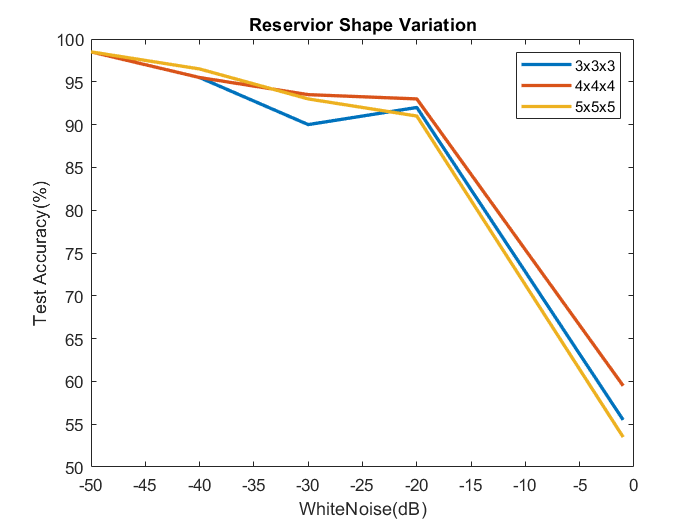 Reservior Shape Variation
100
95
90
85
80
75
70
65
60
55
50
Test Accuracy(%)
3x3x3
4x4x4
5x5x5
-50 -45 -40 -35 -30 -25 -20 -15 -10 -5 0
WhiteNoise(dB)